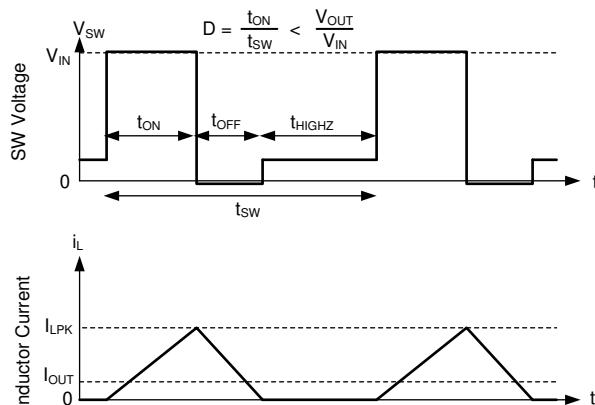 V_SW
D = t_ON / t_SW < V_OUT / V_IN
V_IN
SW Voltage
t_ON
t_OFF
t_HIGHZ
0
t
t_SW
i_L
nductor Current
I_LPK
I_OUT
0
t